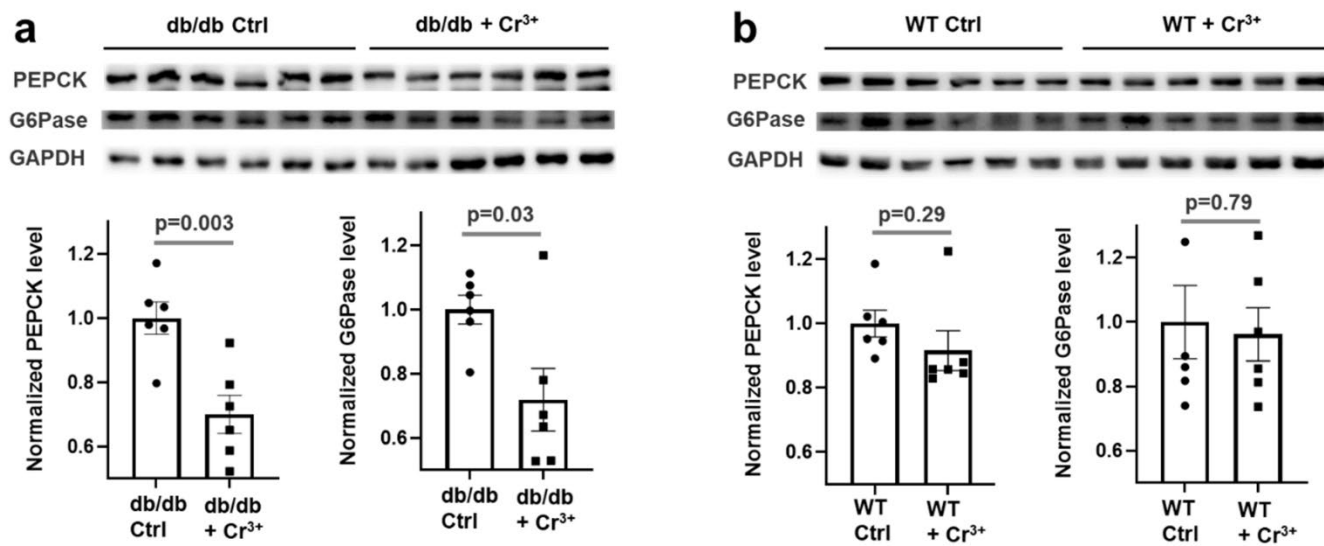 a
db/db Ctrl
db/db + Cr³⁺
PEPCK
G6Pase
GAPDH
p=0.003
Normalized PEPCK level
1.2
1.0
0.8
0.6
db/db
Ctrl
db/db
+ Cr³⁺
p=0.03
Normalized G6Pase level
1.2
1.0
0.8
0.6
db/db
Ctrl
db/db
+ Cr³⁺
b
WT Ctrl
WT + Cr³⁺
PEPCK
G6Pase
GAPDH
p=0.29
Normalized PEPCK level
1.2
1.0
0.8
0.6
WT
Ctrl
WT
+ Cr³⁺
p=0.79
Normalized G6Pase level
1.2
1.0
0.8
0.6
WT
Ctrl
WT
+ Cr³⁺